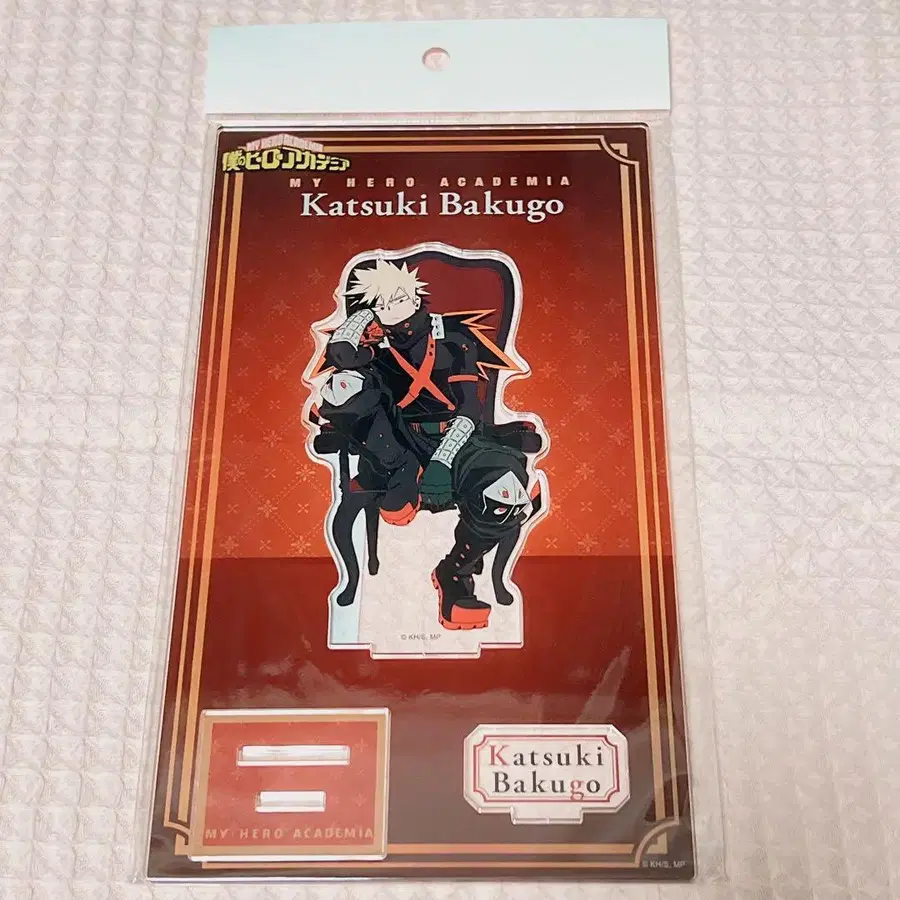 MY HERO ACADEMIA
僕のヒーローアカデミア
MY HERO ACADEMIA
Katsuki Bakugo
© KH/S, MP
Katsuki
Bakugo
MY HERO ACADEMIA
© KH/S, MP